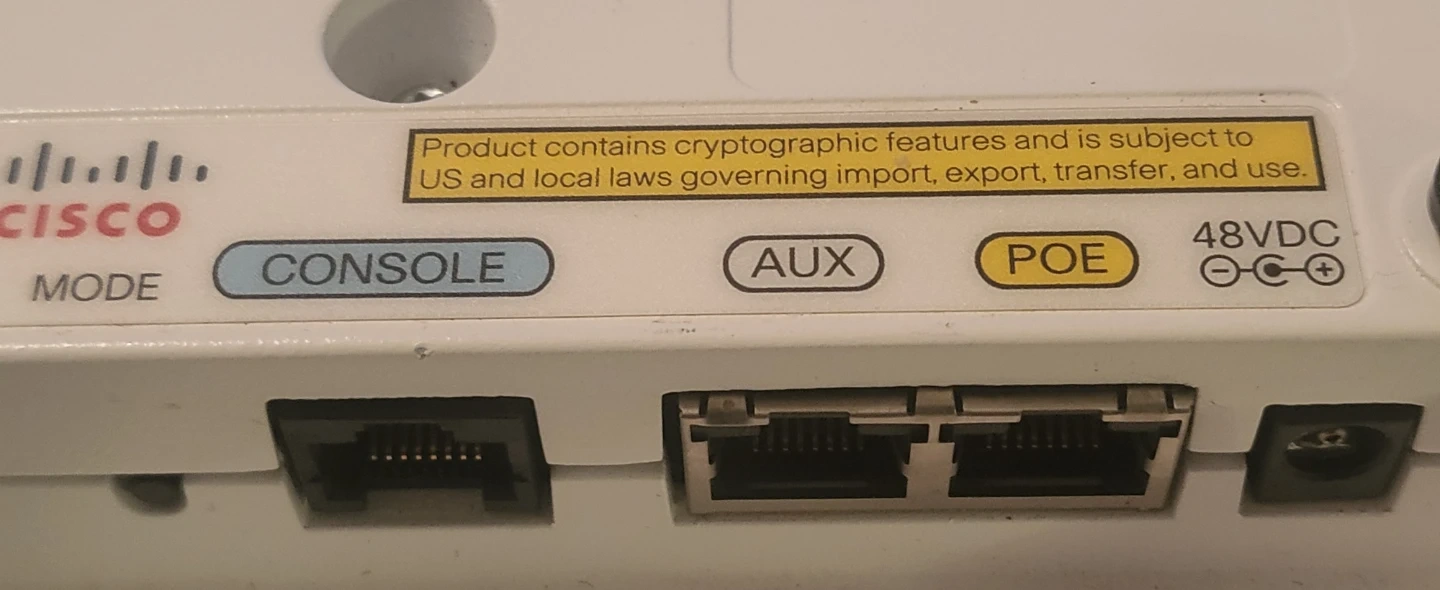 Product contains cryptographic features and is subject to
US and local laws governing import, export, transfer, and use.
CISCO
MODE
CONSOLE
AUX
POE
48VDC